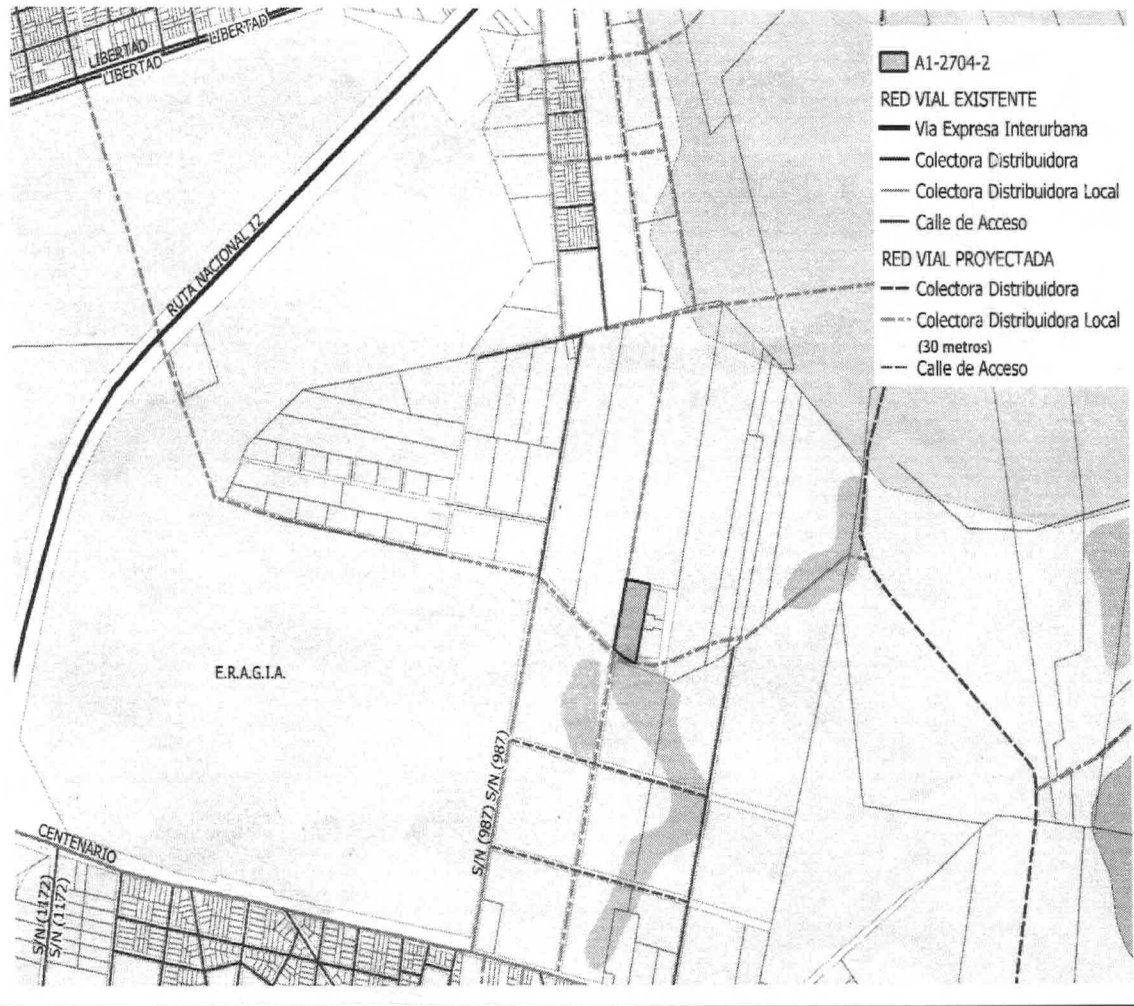 LIBERTAD
LIBERTAD
LIBERTAD
RUTA NACIONAL 12
E.R.A.G.I.A.
S/N (987) S/N (987)
S/N (987)
CENTENARIO
S/N (1172)
S/N (1172)
A1-2704-2
RED VIAL EXISTENTE
Vía Expresa Interurbana
Colectora Distribuidora
Colectora Distribuidora Local
Calle de Acceso
RED VIAL PROYECTADA
Colectora Distribuidora
Colectora Distribuidora Local
(30 metros)
Calle de Acceso